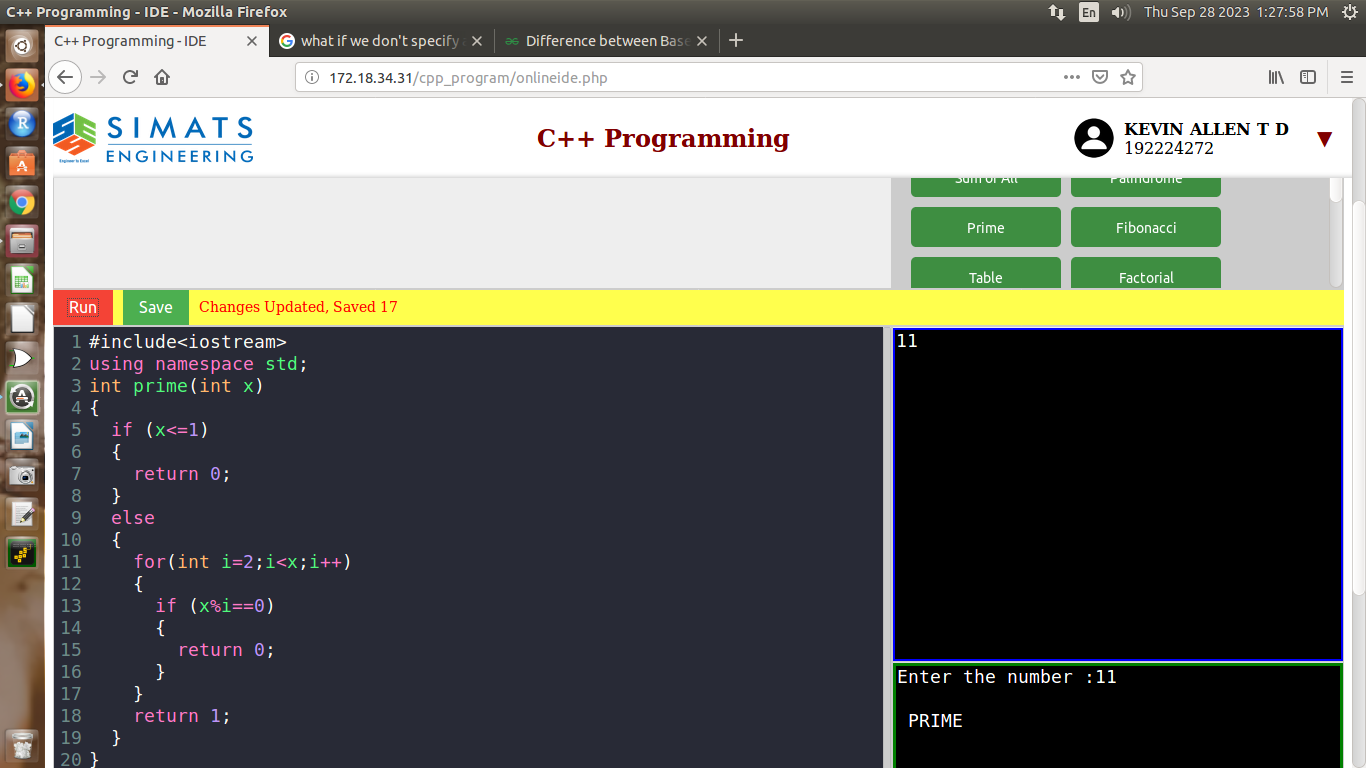 C++ Programming - IDE - Mozilla Firefox
En
Thu Sep 28 2023 1:27:58 PM
C++ Programming - IDE
what if we don't specify
Difference between Base
172.18.34.31/cpp_program/onlineide.php
SIMATS
ENGINEERING
Engineer to Excel
C++ Programming
KEVIN ALLEN T D
192224272
Sum of All
Palindrome
Prime
Fibonacci
Table
Factorial
Run
Save
Changes Updated, Saved 17
1 #include<iostream>
2 using namespace std;
3 int prime(int x)
4 {
5   if (x<=1)
6   {
7     return 0;
8   }
9   else
10   {
11     for(int i=2;i<x;i++)
12     {
13       if (x%i==0)
14       {
15         return 0;
16       }
17     }
18     return 1;
19   }
20 }
11
Enter the number :11
PRIME